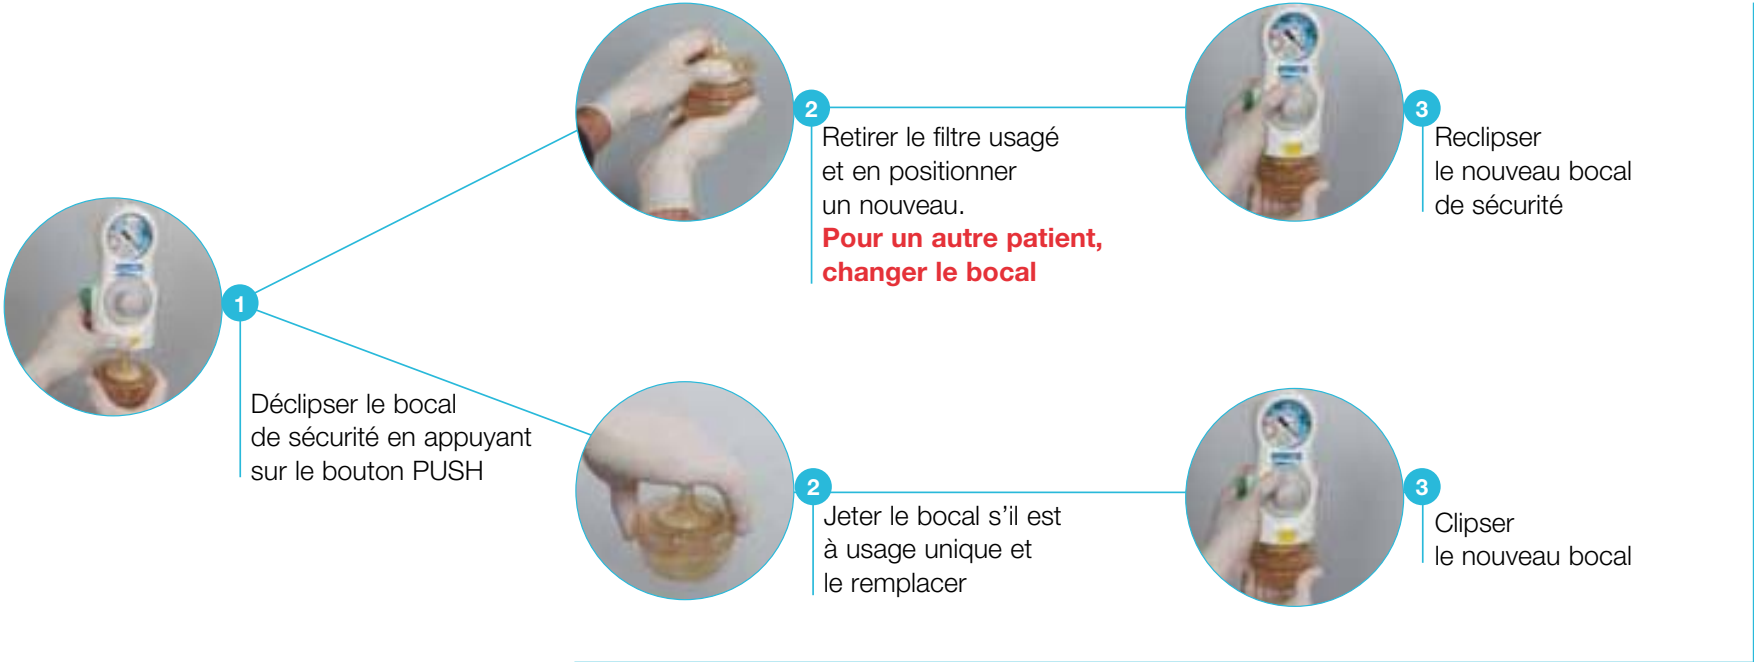 1
Déclipser le bocal
de sécurité en appuyant
sur le bouton PUSH
2
Retirer le filtre usagé
et en positionner
un nouveau.
Pour un autre patient,
changer le bocal
3
Reclipser
le nouveau bocal
de sécurité
2
Jeter le bocal s’il est
à usage unique et
le remplacer
3
Clipser
le nouveau bocal